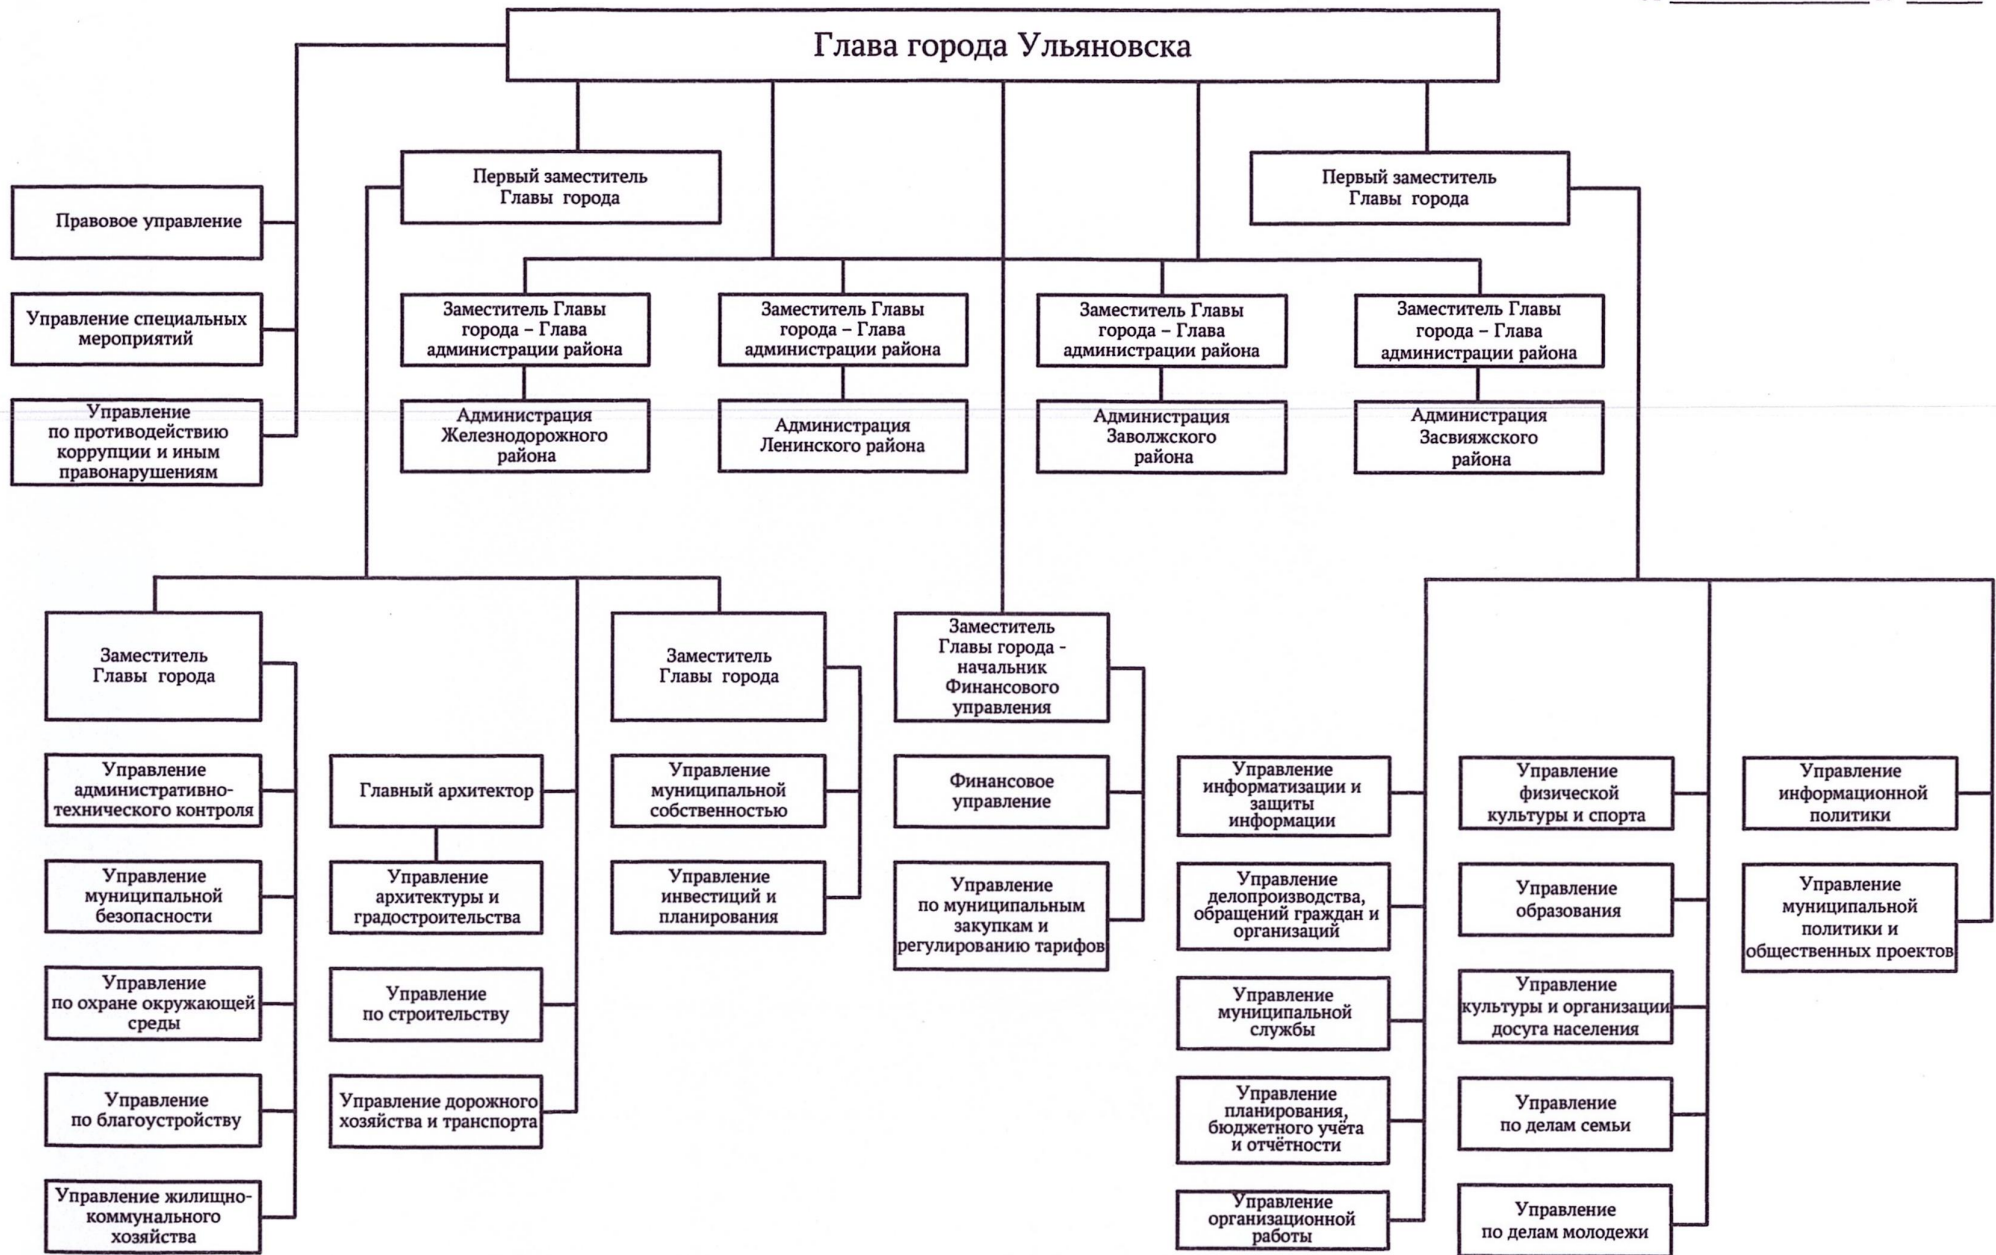 Глава города Ульяновска
Первый заместитель
Главы города
Первый заместитель
Главы города
Правовое управление
Управление специальных
мероприятий
Управление
по противодействию
коррупции и иным
правонарушениям
Заместитель Главы
города – Глава
администрации района
Заместитель Главы
города – Глава
администрации района
Заместитель Главы
города – Глава
администрации района
Заместитель Главы
города – Глава
администрации района
Администрация
Железнодорожного
района
Администрация
Ленинского района
Администрация
Заволжского
района
Администрация
Засвияжского
района
Заместитель
Главы города
Управление
административно-
технического контроля
Управление
муниципальной
безопасности
Управление
по охране окружающей
среды
Управление
по благоустройству
Управление жилищно-
коммунального
хозяйства
Главный архитектор
Управление
архитектуры и
градостроительства
Управление
по строительству
Управление дорожного
хозяйства и транспорта
Заместитель
Главы города
Управление
муниципальной
собственностью
Управление
инвестиций и
планирования
Заместитель
Главы города -
начальник
Финансового
управления
Финансовое
управление
Управление
по муниципальным
закупкам и
регулированию тарифов
Управление
информатизации и
защиты
информации
Управление
делопроизводства,
обращений граждан и
организаций
Управление
муниципальной
службы
Управление
планирования,
бюджетного учёта
и отчётности
Управление
организационной
работы
Управление
физической
культуры и спорта
Управление
образования
Управление
культуры и организации
досуга населения
Управление
по делам семьи
Управление
по делам молодежи
Управление
информационной
политики
Управление
муниципальной
политики и
общественных проектов